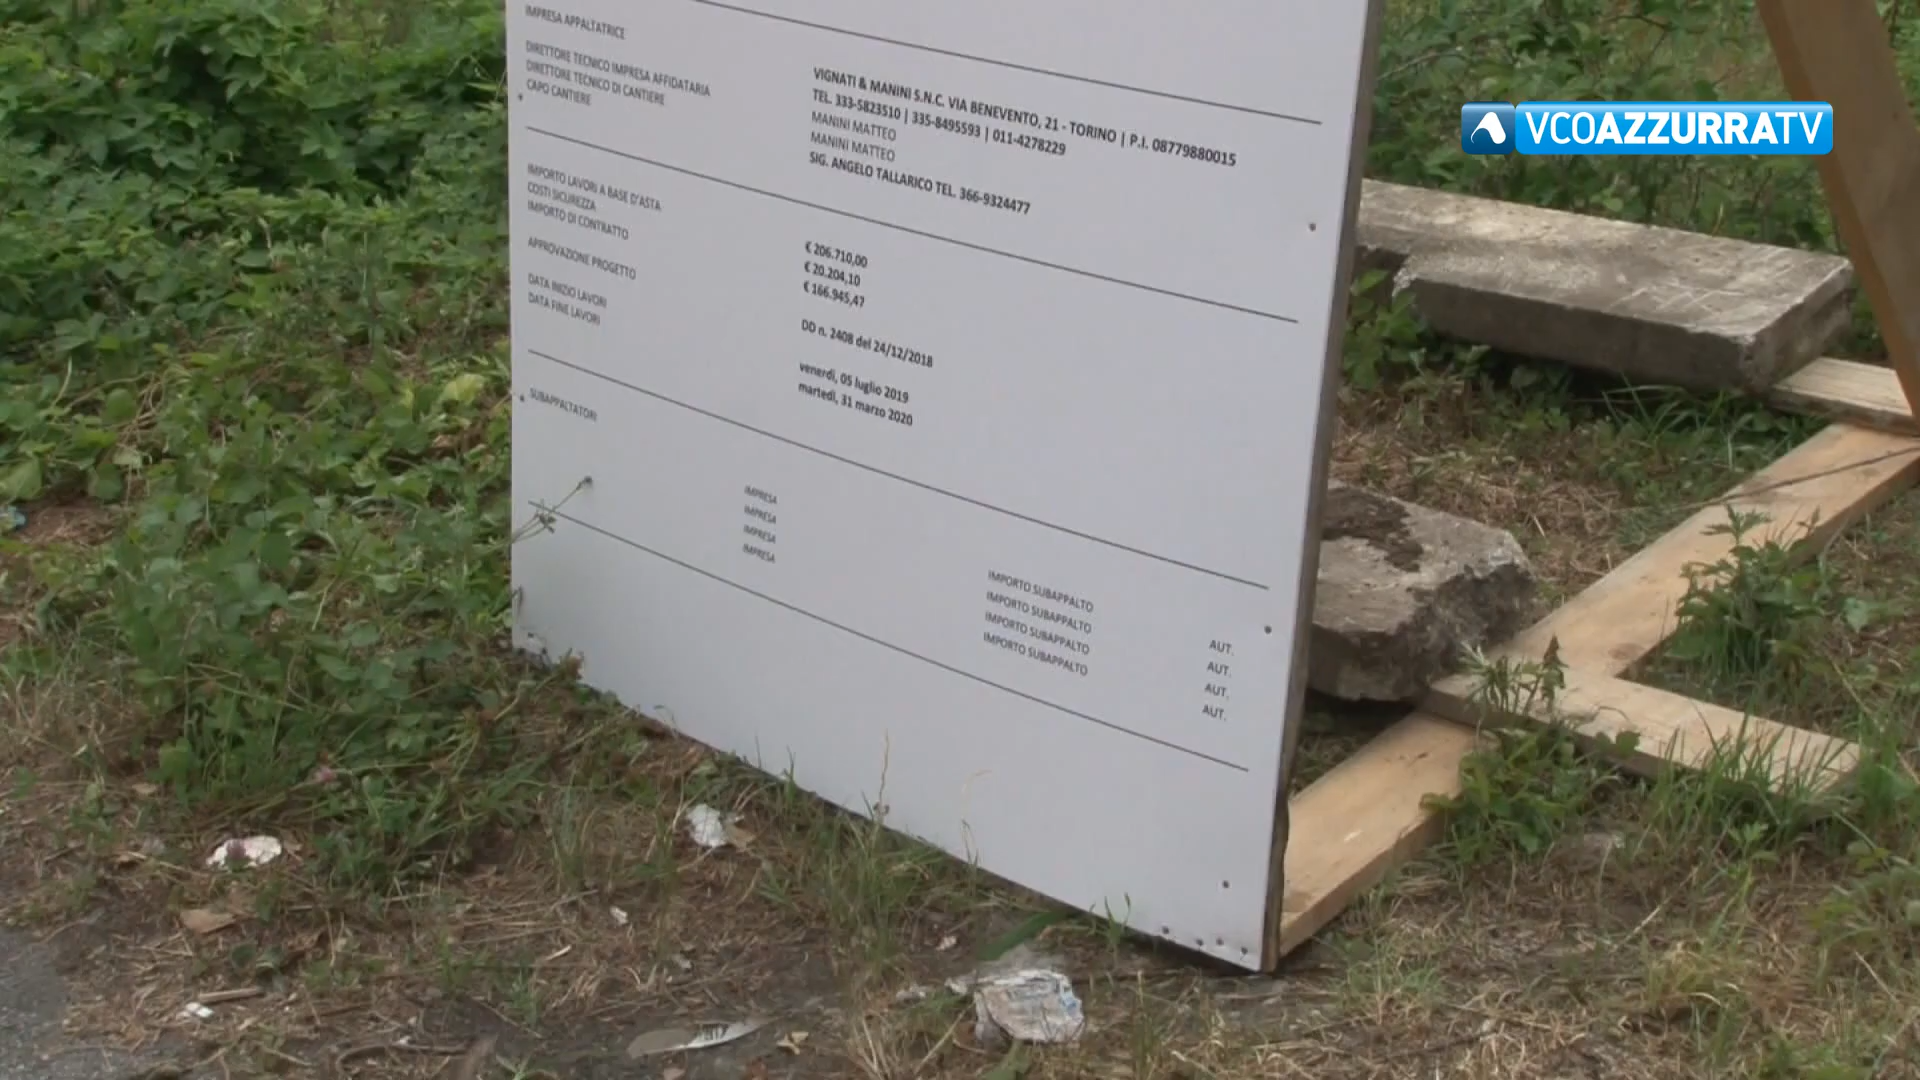 IMPRESA APPALTATRICE
VIGNATI & MANINI S.N.C. VIA BENEVENTO, 21 - TORINO | P.I. 08779880015
TEL. 333-5823510 | 335-8495593 | 011-4278229
DIRETTORE TECNICO IMPRESA AFFIDATARIA MANINI MATTEO
DIRETTORE TECNICO DI CANTIERE MANINI MATTEO
CAPO CANTIERE SIG. ANGELO TALLARICO TEL. 366-9324477
IMPORTO LAVORI A BASE D'ASTA € 206.710,00
COSTI SICUREZZA € 20.204,10
IMPORTO DI CONTRATTO € 166.945,47
APPROVAZIONE PROGETTO DD n. 2408 del 24/12/2018
DATA INIZIO LAVORI venerdì, 05 luglio 2019
DATA FINE LAVORI martedì, 31 marzo 2020
SUBAPPALTATORI
IMPRESA IMPORTO SUBAPPALTO AUT.
IMPRESA IMPORTO SUBAPPALTO AUT.
IMPRESA IMPORTO SUBAPPALTO AUT.
IMPRESA IMPORTO SUBAPPALTO AUT.
VCOAZZURRATV